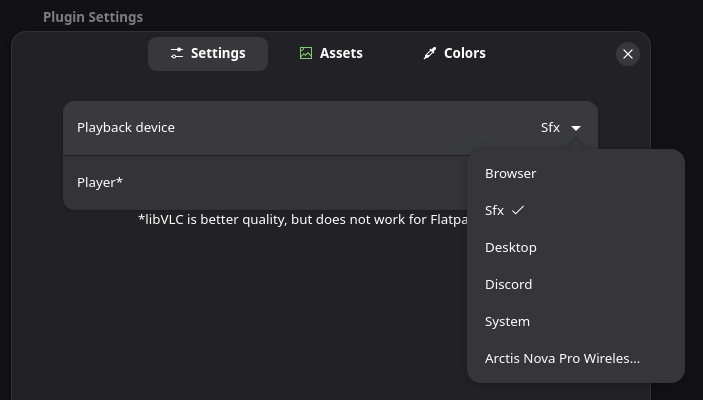 Plugin Settings
Settings
Assets
Colors
Playback device
Sfx
Player*
*libVLC is better quality, but does not work for Flatpa
Browser
Sfx
Desktop
Discord
System
Arctis Nova Pro Wireles...